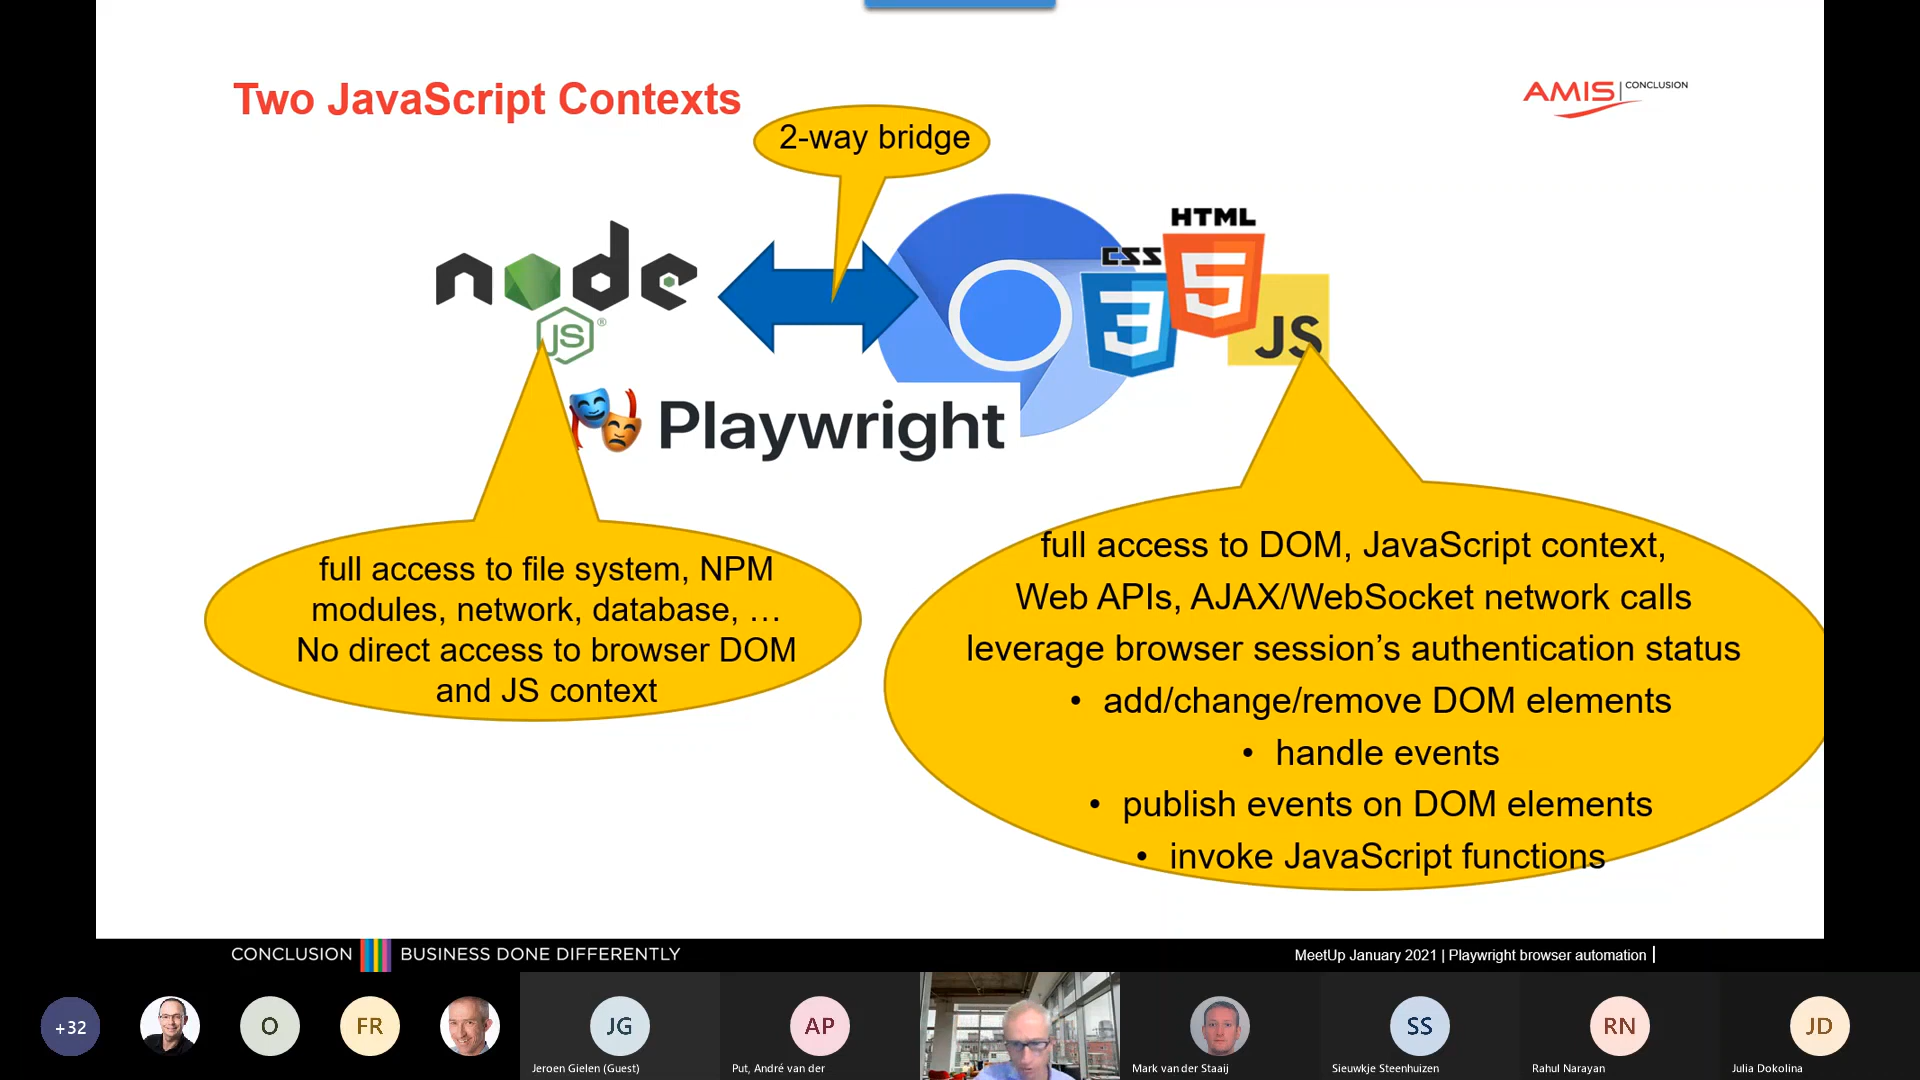 Two JavaScript Contexts
AMIS CONCLUSION
2-way bridge
node
JS ®
HTML
CSS
5
3
JS
Playwright
full access to file system, NPM
modules, network, database, …
No direct access to browser DOM
and JS context
full access to DOM, JavaScript context,
Web APIs, AJAX/WebSocket network calls
leverage browser session’s authentication status
• add/change/remove DOM elements
• handle events
• publish events on DOM elements
• invoke JavaScript functions
CONCLUSION BUSINESS DONE DIFFERENTLY
MeetUp January 2021 | Playwright browser automation |
+32
O
FR
JG
AP
SS
RN
JD
Jeroen Gielen (Guest)
Put, André van der
Mark van der Staaij
Sieuwkje Steenhuizen
Rahul Narayan
Julia Dokolina